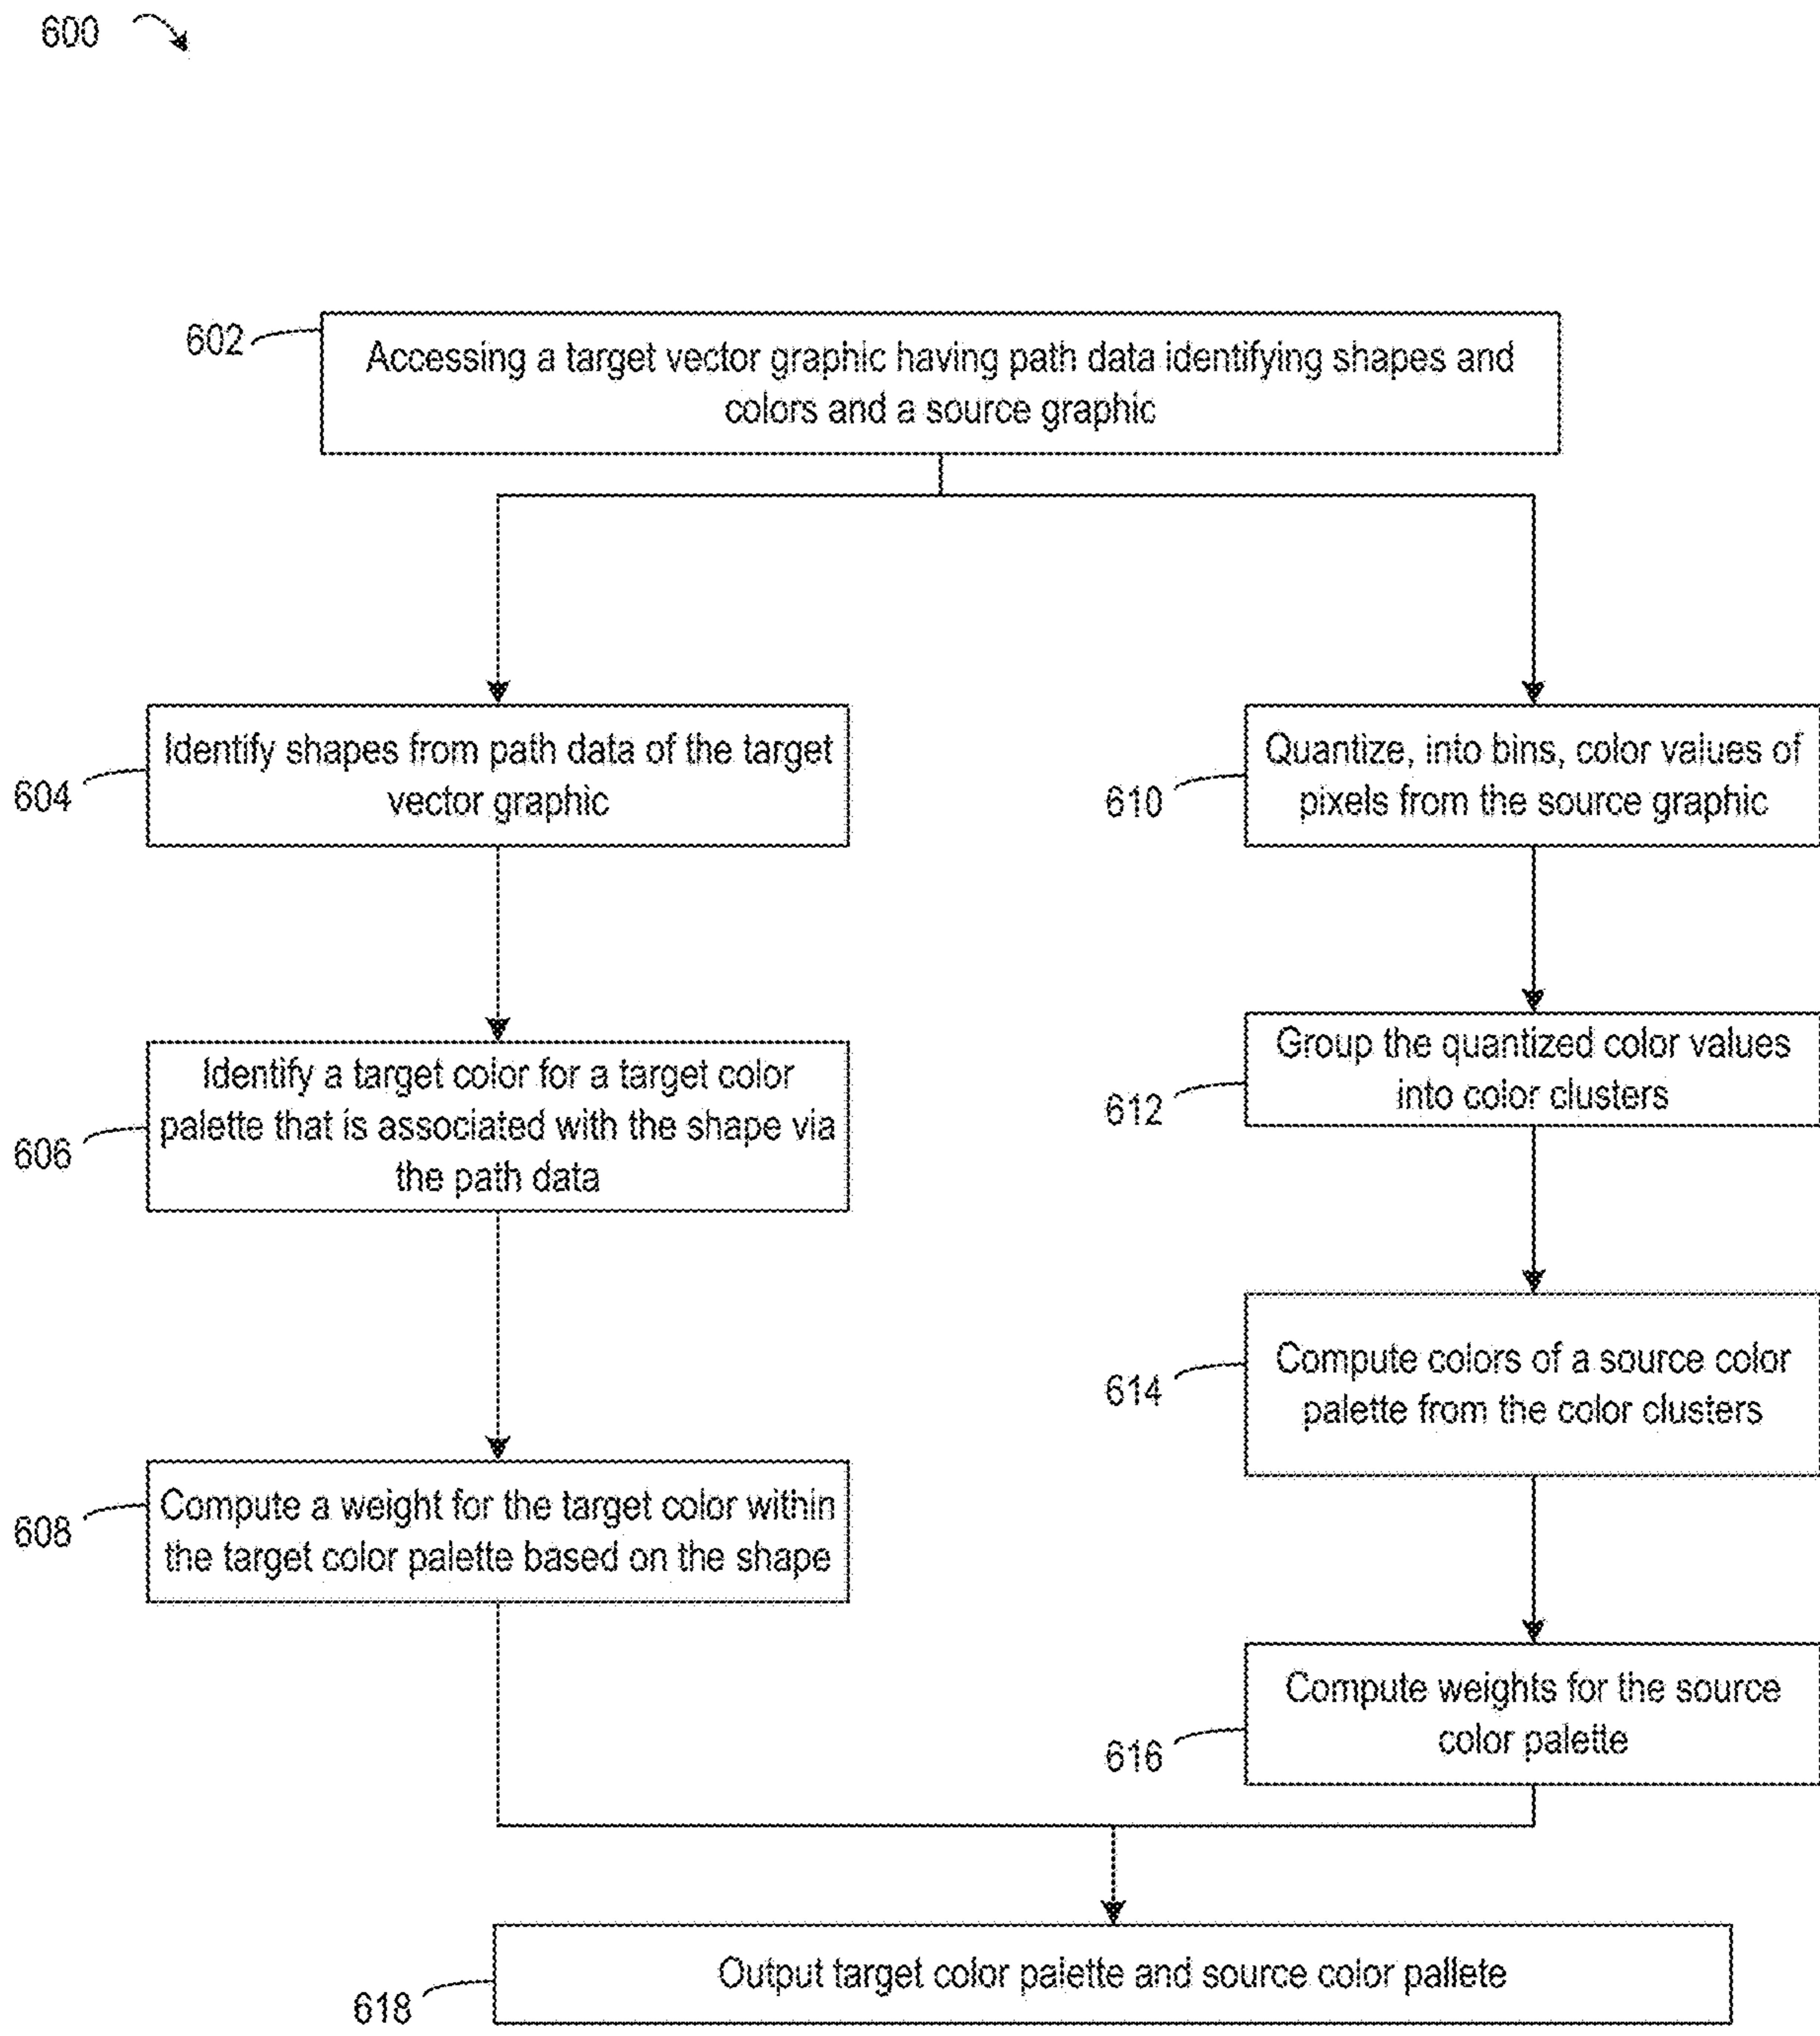 600
602
Accessing a target vector graphic having path data identifying shapes and
colors and a source graphic
604
Identify shapes from path data of the target
vector graphic
606
Identify a target color for a target color
palette that is associated with the shape via
the path data
608
Compute a weight for the target color within
the target color palette based on the shape
610
Quantize, into bins, color values of
pixels from the source graphic
612
Group the quantized color values
into color clusters
614
Compute colors of a source color
palette from the color clusters
616
Compute weights for the source
color palette
618
Output target color palette and source color pallete